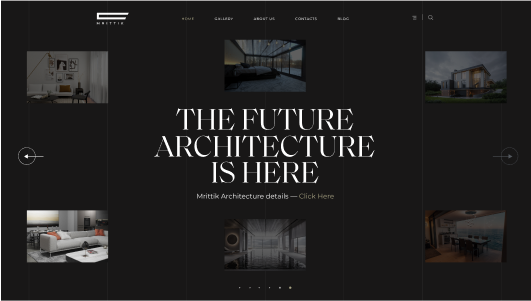 MRITTIK
HOME GALLERY ABOUT US CONTACTS BLOG
THE FUTURE
ARCHITECTURE
IS HERE
Mrittik Architecture details — Click Here